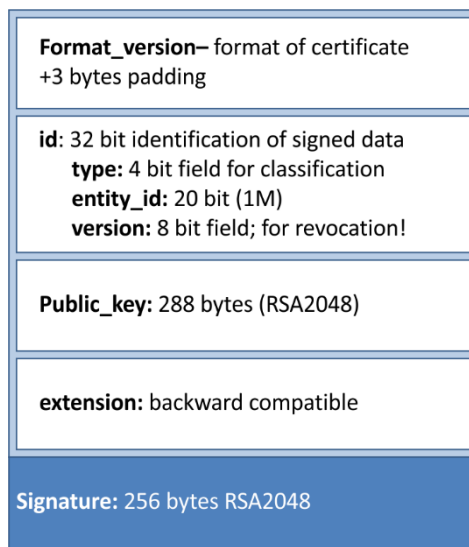 Format_version– format of certificate
+3 bytes padding
id: 32 bit identification of signed data
type: 4 bit field for classification
entity_id: 20 bit (1M)
version: 8 bit field; for revocation!
Public_key: 288 bytes (RSA2048)
extension: backward compatible
Signature: 256 bytes RSA2048